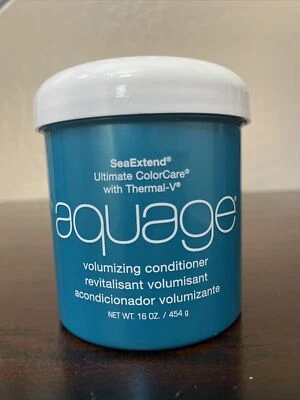 SeaExtend®
Ultimate ColorCare®
with Thermal-V®
aquage®
volumizing conditioner
revitalisant volumisant
acondicionador volumizante
NET WT. 16 OZ. / 454 g